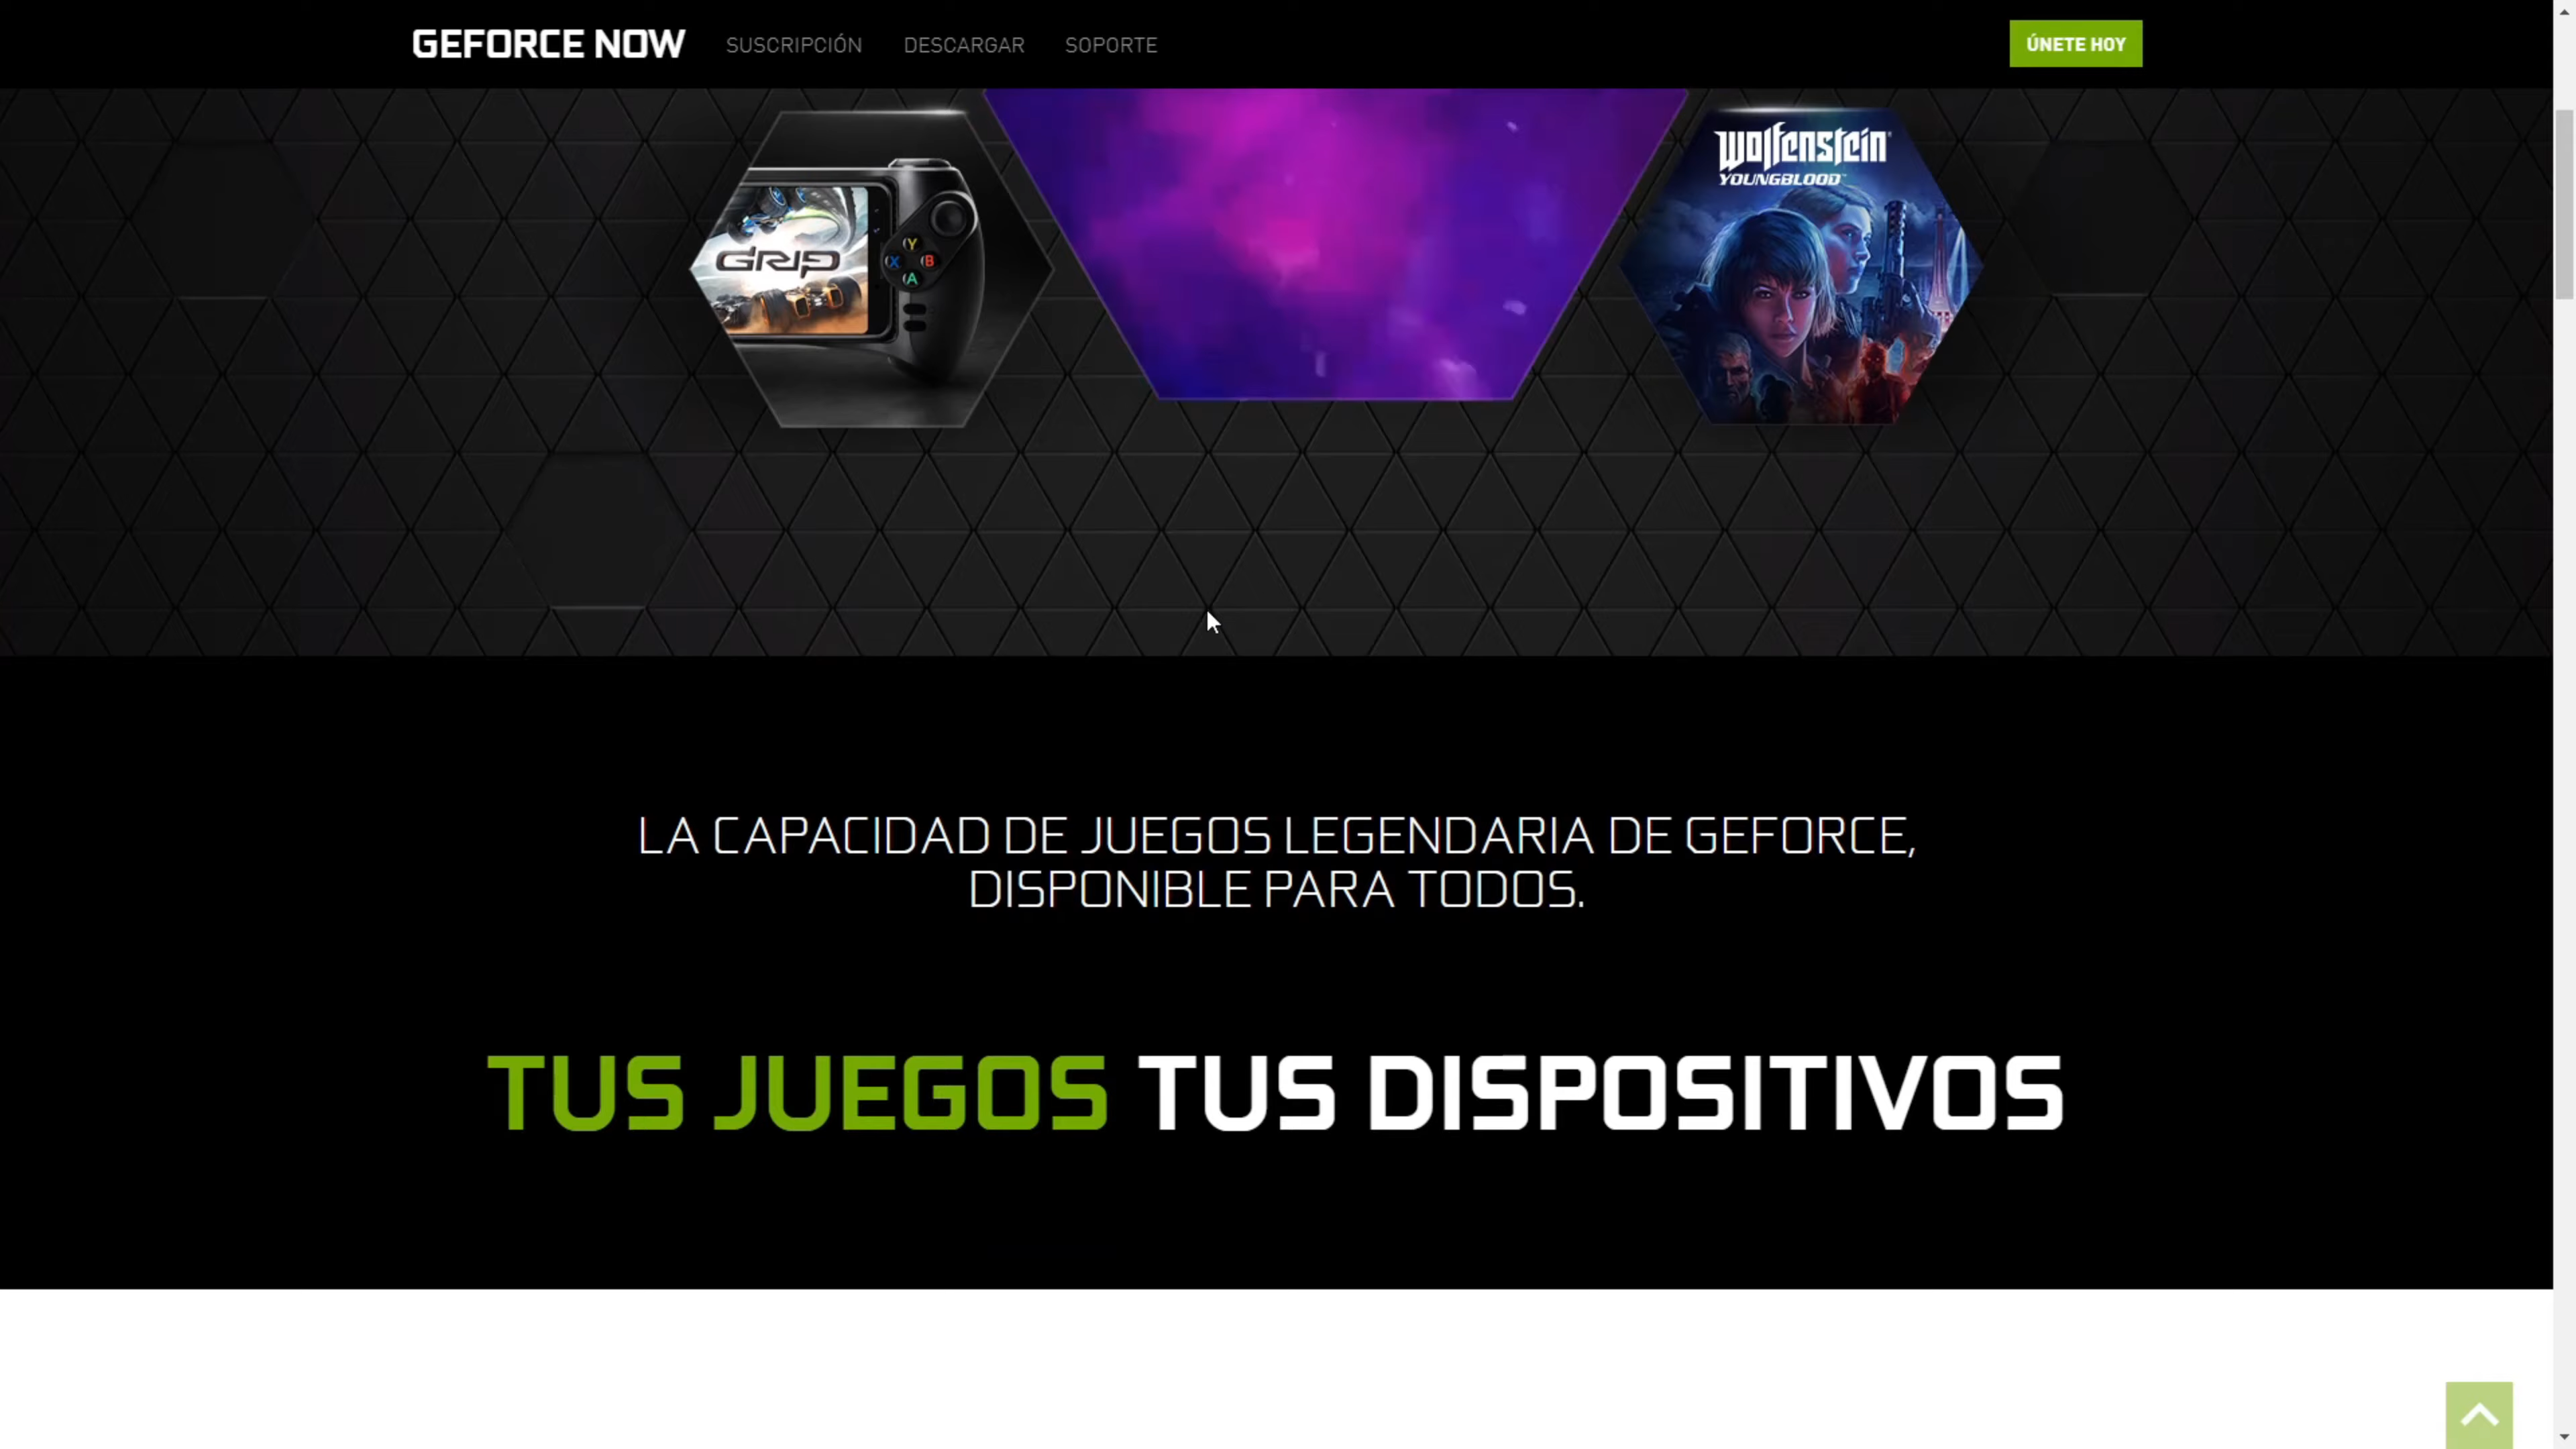 GEFORCE NOW
SUSCRIPCIÓN
DESCARGAR
SOPORTE
ÚNETE HOY
GRIP
Y
X
B
A
Wolfenstein
YOUNGBLOOD
LA CAPACIDAD DE JUEGOS LEGENDARIA DE GEFORCE,
DISPONIBLE PARA TODOS.
TUS JUEGOS TUS DISPOSITIVOS